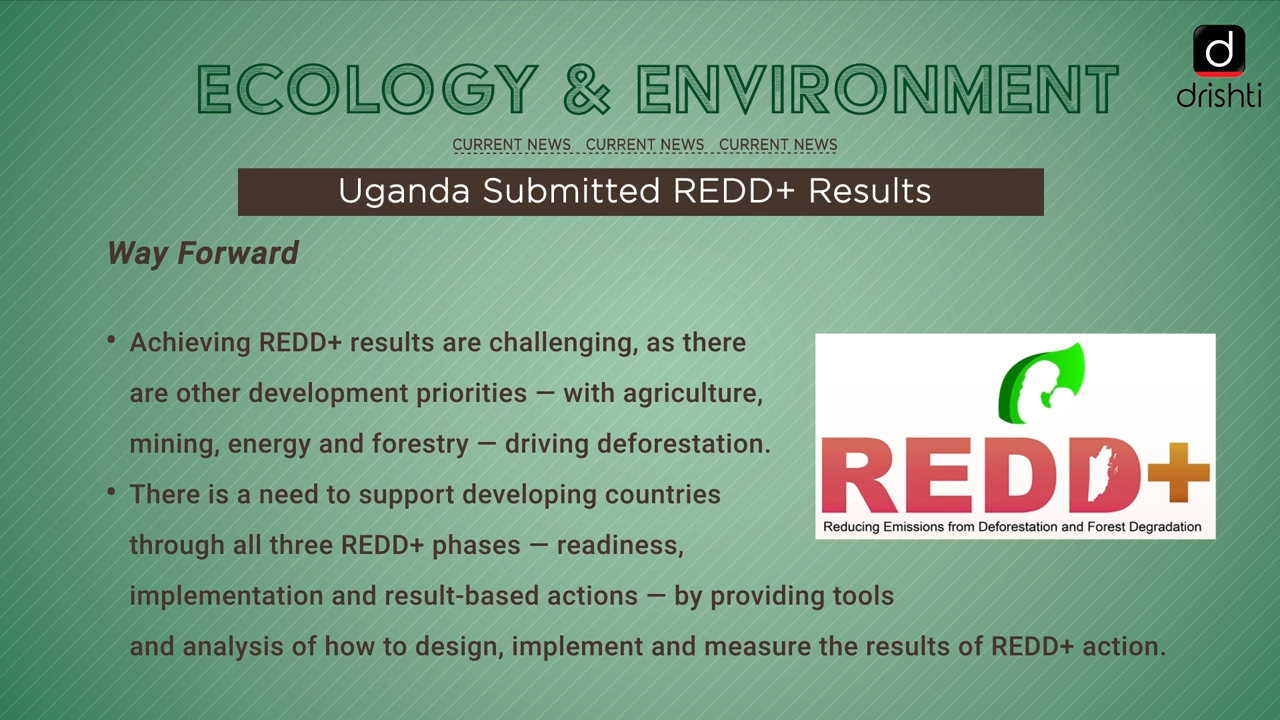 ECOLOGY & ENVIRONMENT
d
drishti
CURRENT NEWS CURRENT NEWS CURRENT NEWS
Uganda Submitted REDD+ Results
Way Forward
• Achieving REDD+ results are challenging, as there
are other development priorities — with agriculture,
mining, energy and forestry — driving deforestation.
• There is a need to support developing countries
through all three REDD+ phases — readiness,
implementation and result-based actions — by providing tools
and analysis of how to design, implement and measure the results of REDD+ action.
REDD+
Reducing Emissions from Deforestation and Forest Degradation